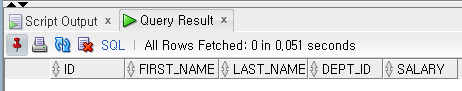 Script Output x Query Result x
SQL | All Rows Fetched: 0 in 0,051 seconds
ID FIRST_NAME LAST_NAME DEPT_ID SALARY